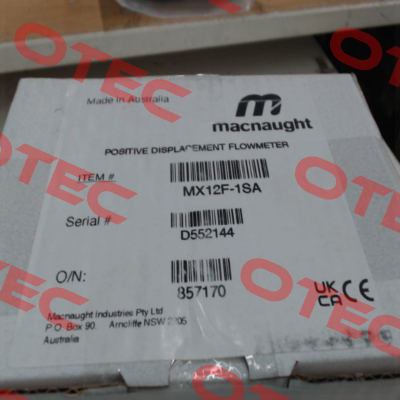 OTEC
Made in Australia
m
macnaught
POSITIVE DISPLACEMENT FLOWMETER
ITEM #
MX12F-1SA
Serial #
D552144
O/N:
857170
UK
CA CE
Macnaught Industries Pty Ltd
P.O. Box 90, Arncliffe NSW 2205
Australia
OTEC
OTEC
OTEC
OTEC